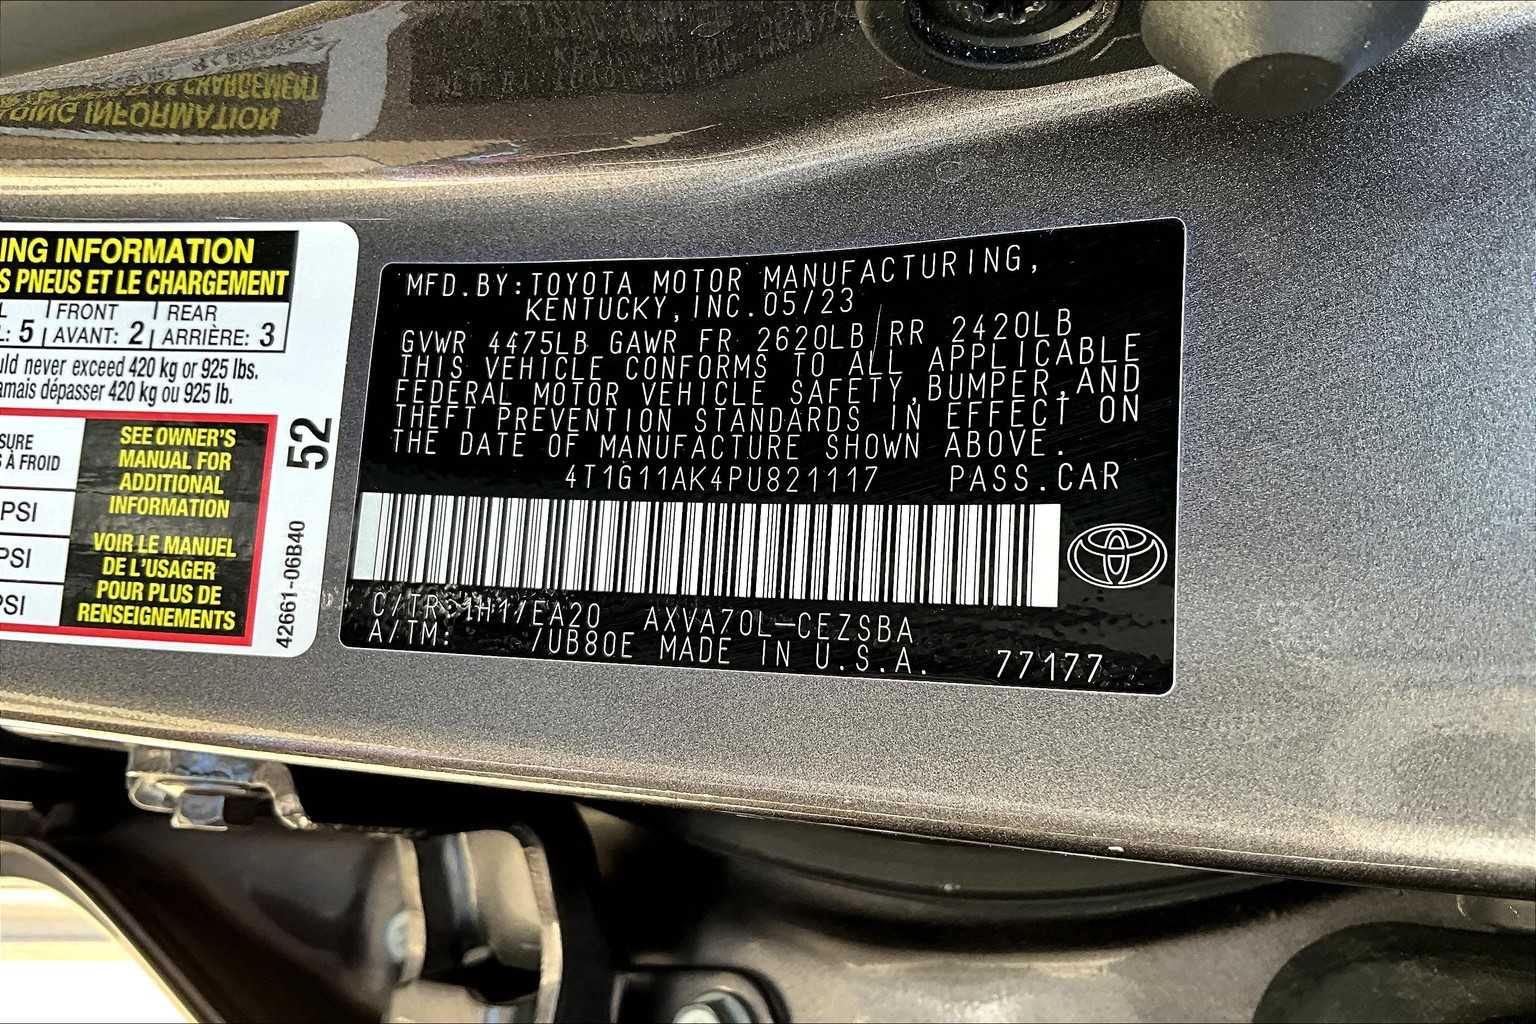 ING INFORMATION
S PNEUS ET LE CHARGEMENT
L FRONT REAR
L: 5 AVANT: 2 ARRIÈRE: 3
uld never exceed 420 kg or 925 lbs.
amais dépasser 420 kg ou 925 lb.
SURE
S À FROID
PSI
PSI
PSI
SEE OWNER'S
MANUAL FOR
ADDITIONAL
INFORMATION
VOIR LE MANUEL
DE L'USAGER
POUR PLUS DE
RENSEIGNEMENTS
52
42661-06B40
MFD.BY:TOYOTA MOTOR MANUFACTURING,
KENTUCKY,INC.05/23
GVWR 4475LB GAWR FR 2620LB RR 2420LB
THIS VEHICLE CONFORMS TO ALL APPLICABLE
FEDERAL MOTOR VEHICLE SAFETY,BUMPER,AND
THEFT PREVENTION STANDARDS IN EFFECT ON
THE DATE OF MANUFACTURE SHOWN ABOVE.
4T1G11AK4PU821117 PASS.CAR
C/TR: 1H1/EA20 AXVA70L-CEZSBA
A/TM: /UB80E MADE IN U.S.A. 77177